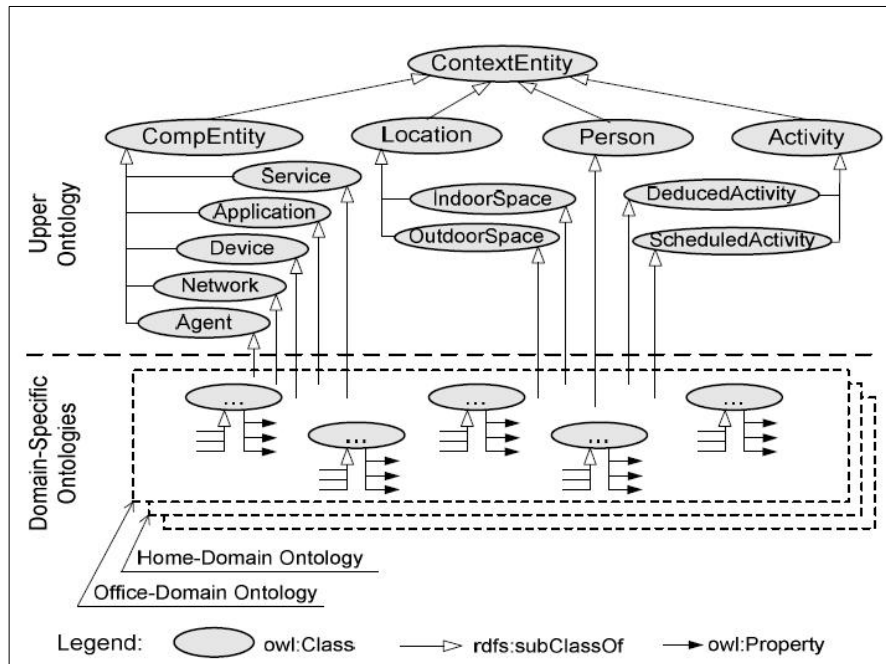 ContextEntity
CompEntity
Location
Person
Activity
Service
Application
Device
Network
Agent
IndoorSpace
OutdoorSpace
DeducedActivity
ScheduledActivity
Upper
Ontology
Domain-Specific
Ontologies
...
...
...
...
...
Home-Domain Ontology
Office-Domain Ontology
Legend:
owl:Class
rdfs:subClassOf
owl:Property